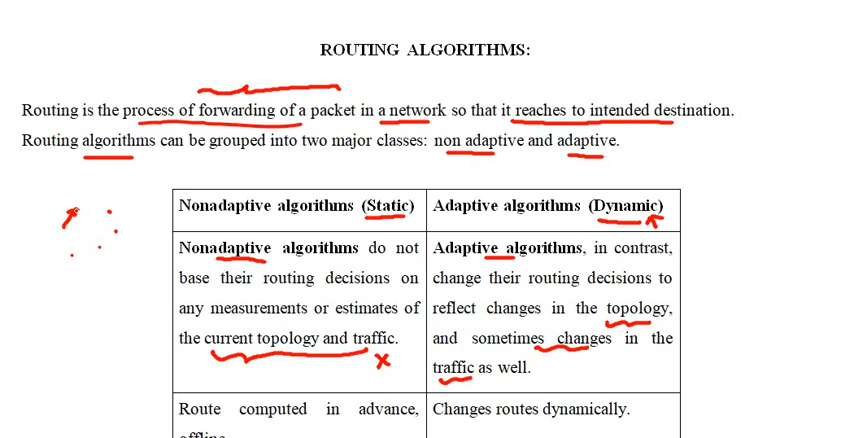 ROUTING ALGORITHMS:
Routing is the process of forwarding of a packet in a network so that it reaches to intended destination.
Routing algorithms can be grouped into two major classes: non adaptive and adaptive.
Nonadaptive algorithms (Static)
Adaptive algorithms (Dynamic)
Nonadaptive algorithms do not
base their routing decisions on
any measurements or estimates of
the current topology and traffic.
Adaptive algorithms, in contrast,
change their routing decisions to
reflect changes in the topology,
and sometimes changes in the
traffic as well.
Route computed in advance,
offline
Changes routes dynamically.